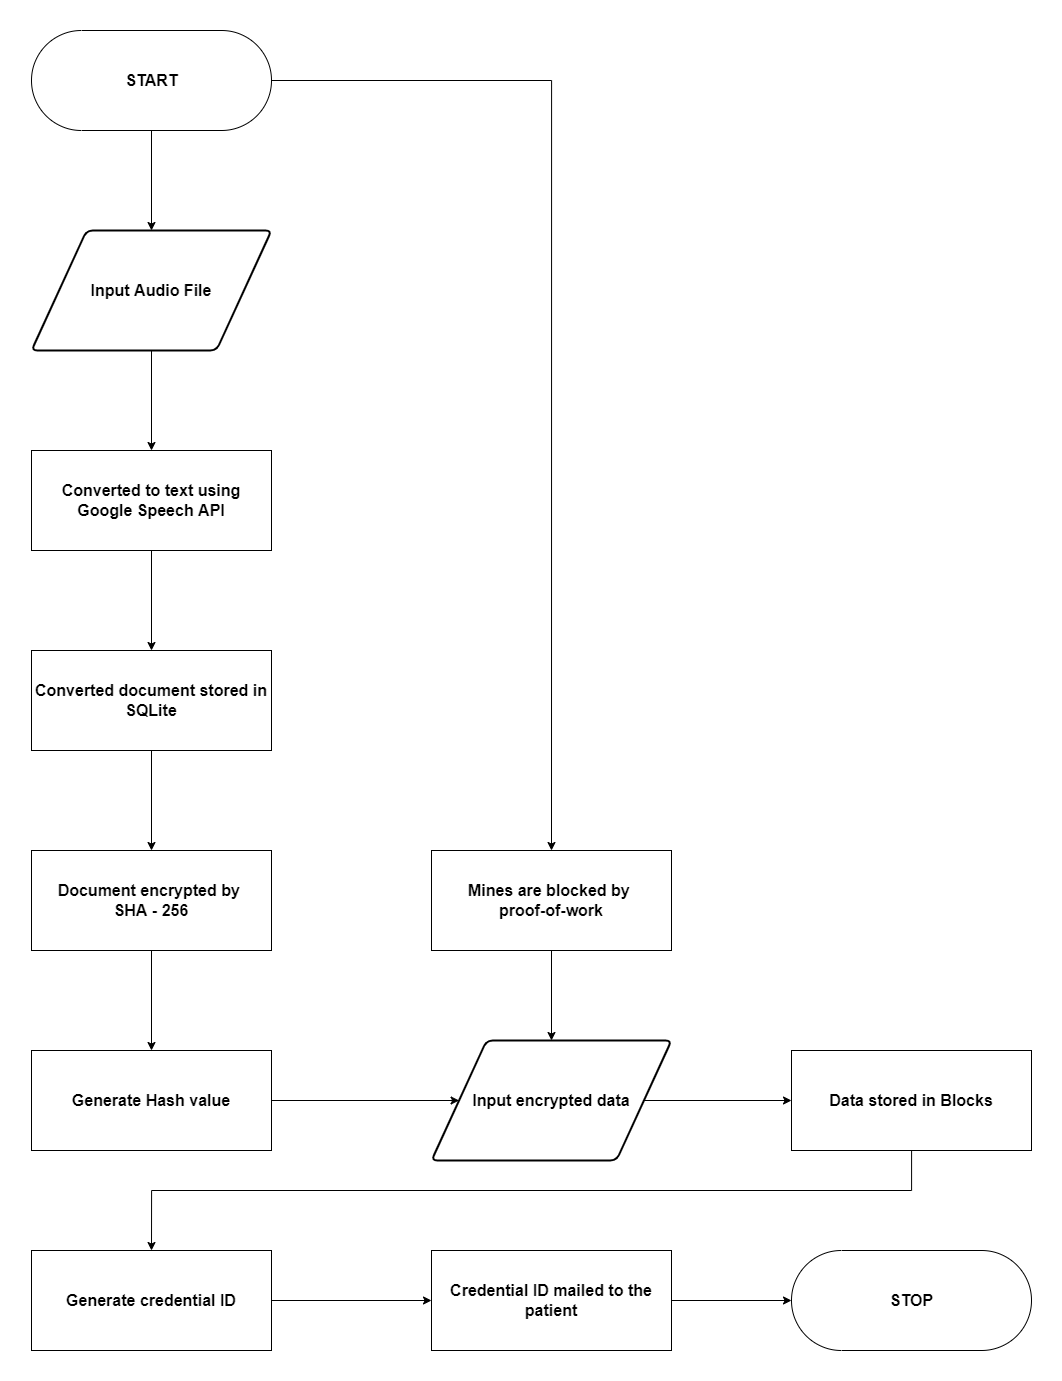 START
Input Audio File
Converted to text using
Google Speech API
Converted document stored in
SQLite
Document encrypted by
SHA - 256
Mines are blocked by
proof-of-work
Generate Hash value
Input encrypted data
Data stored in Blocks
Generate credential ID
Credential ID mailed to the
patient
STOP